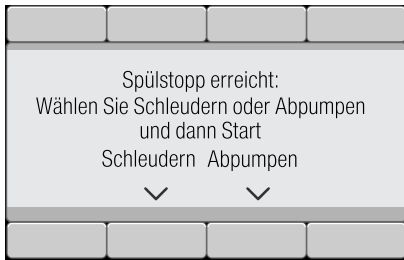 Spülstopp erreicht:
Wählen Sie Schleudern oder Abpumpen
und dann Start
Schleudern Abpumpen